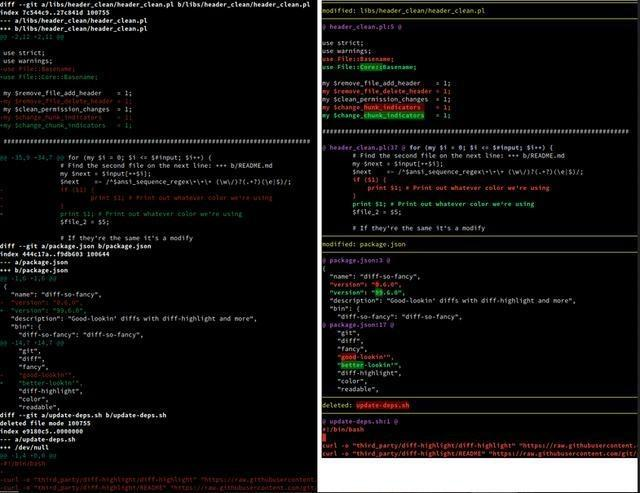 diff --git a/libs/header_clean/header_clean.pl b/libs/header_clean/header_clean.pl
index 7c544c9..27c841d 100755
--- a/libs/header_clean/header_clean.pl
+++ b/libs/header_clean/header_clean.pl
@@ -2,12 +2,11 @@
use strict;
use warnings;
-use File::Basename;
+use File::Core::Basename;
my $remove_file_add_header = 1;
-my $remove_file_delete_header = 1;
my $clean_permission_changes = 1;
-my $change_hunk_indicators = 1;
+my $change_chunk_indicators = 1;
@@ -35,9 +34,7 @@ for (my $i = 0; $i <= $#input; $i++) {
# Find the second file on the next line: +++ b/README.md
my $next = $input[++$i];
$next =~ /^$ansi_sequence_regex\+\+\+ (\w\/)?(.+?)(\e|$)/;
- if ($1) {
- print $1; # Print out whatever color we're using
- }
+ print $1; # Print out whatever color we're using
$file_2 = $5;
# If they're the same it's a modify
diff --git a/package.json b/package.json
index 444c17a..f9db603 100644
--- a/package.json
+++ b/package.json
@@ -1,6 +1,6 @@
{
"name": "diff-so-fancy",
- "version": "0.6.0",
+ "version": "99.6.0",
"description": "Good-lookin' diffs with diff-highlight and more",
"bin": {
"diff-so-fancy": "diff-so-fancy",
@@ -14,7 +14,7 @@
"git",
"diff",
"fancy",
- "good-lookin'",
+ "better-lookin'",
"diff-highlight",
"color",
"readable",
diff --git a/update-deps.sh b/update-deps.sh
deleted file mode 100755
index e9180c5..0000000
--- a/update-deps.sh
+++ /dev/null
@@ -1,4 +0,0 @@
-#!/bin/bash
-
-curl -o "third_party/diff-highlight/diff-highlight" "https://raw.githubuserconten
-curl -o "third_party/diff-highlight/README" "https://raw.githubusercontent.com/gi
modified: libs/header_clean/header_clean.pl
@ header_clean.pl:5 @
use strict;
use warnings;
use File::Basename;
use File::Core::Basename;
my $remove_file_add_header = 1;
my $remove_file_delete_header = 1;
my $clean_permission_changes = 1;
my $change_hunk_indicators = 1;
my $change_chunk_indicators = 1;
@ header_clean.pl:37 @ for (my $i = 0; $i <= $#input; $i++) {
# Find the second file on the next line: +++ b/README.md
my $next = $input[++$i];
$next =~ /^$ansi_sequence_regex\+\+\+ (\w\/)?(.+?)(\e|$)/;
if ($1) {
print $1; # Print out whatever color we're using
}
print $1; # Print out whatever color we're using
$file_2 = $5;
# If they're the same it's a modify
modified: package.json
@ package.json:3 @
{
"name": "diff-so-fancy",
"version": "0.6.0",
"version": "99.6.0",
"description": "Good-lookin' diffs with diff-highlight and more",
"bin": {
"diff-so-fancy": "diff-so-fancy",
@ package.json:17 @
"git",
"diff",
"fancy",
"good-lookin'",
"better-lookin'",
"diff-highlight",
"color",
"readable",
deleted: update-deps.sh
@ update-deps.sh:1 @
#!/bin/bash
curl -o "third_party/diff-highlight/diff-highlight" "https://raw.githubusercontent.
curl -o "third_party/diff-highlight/README" "https://raw.githubusercontent.com/git/